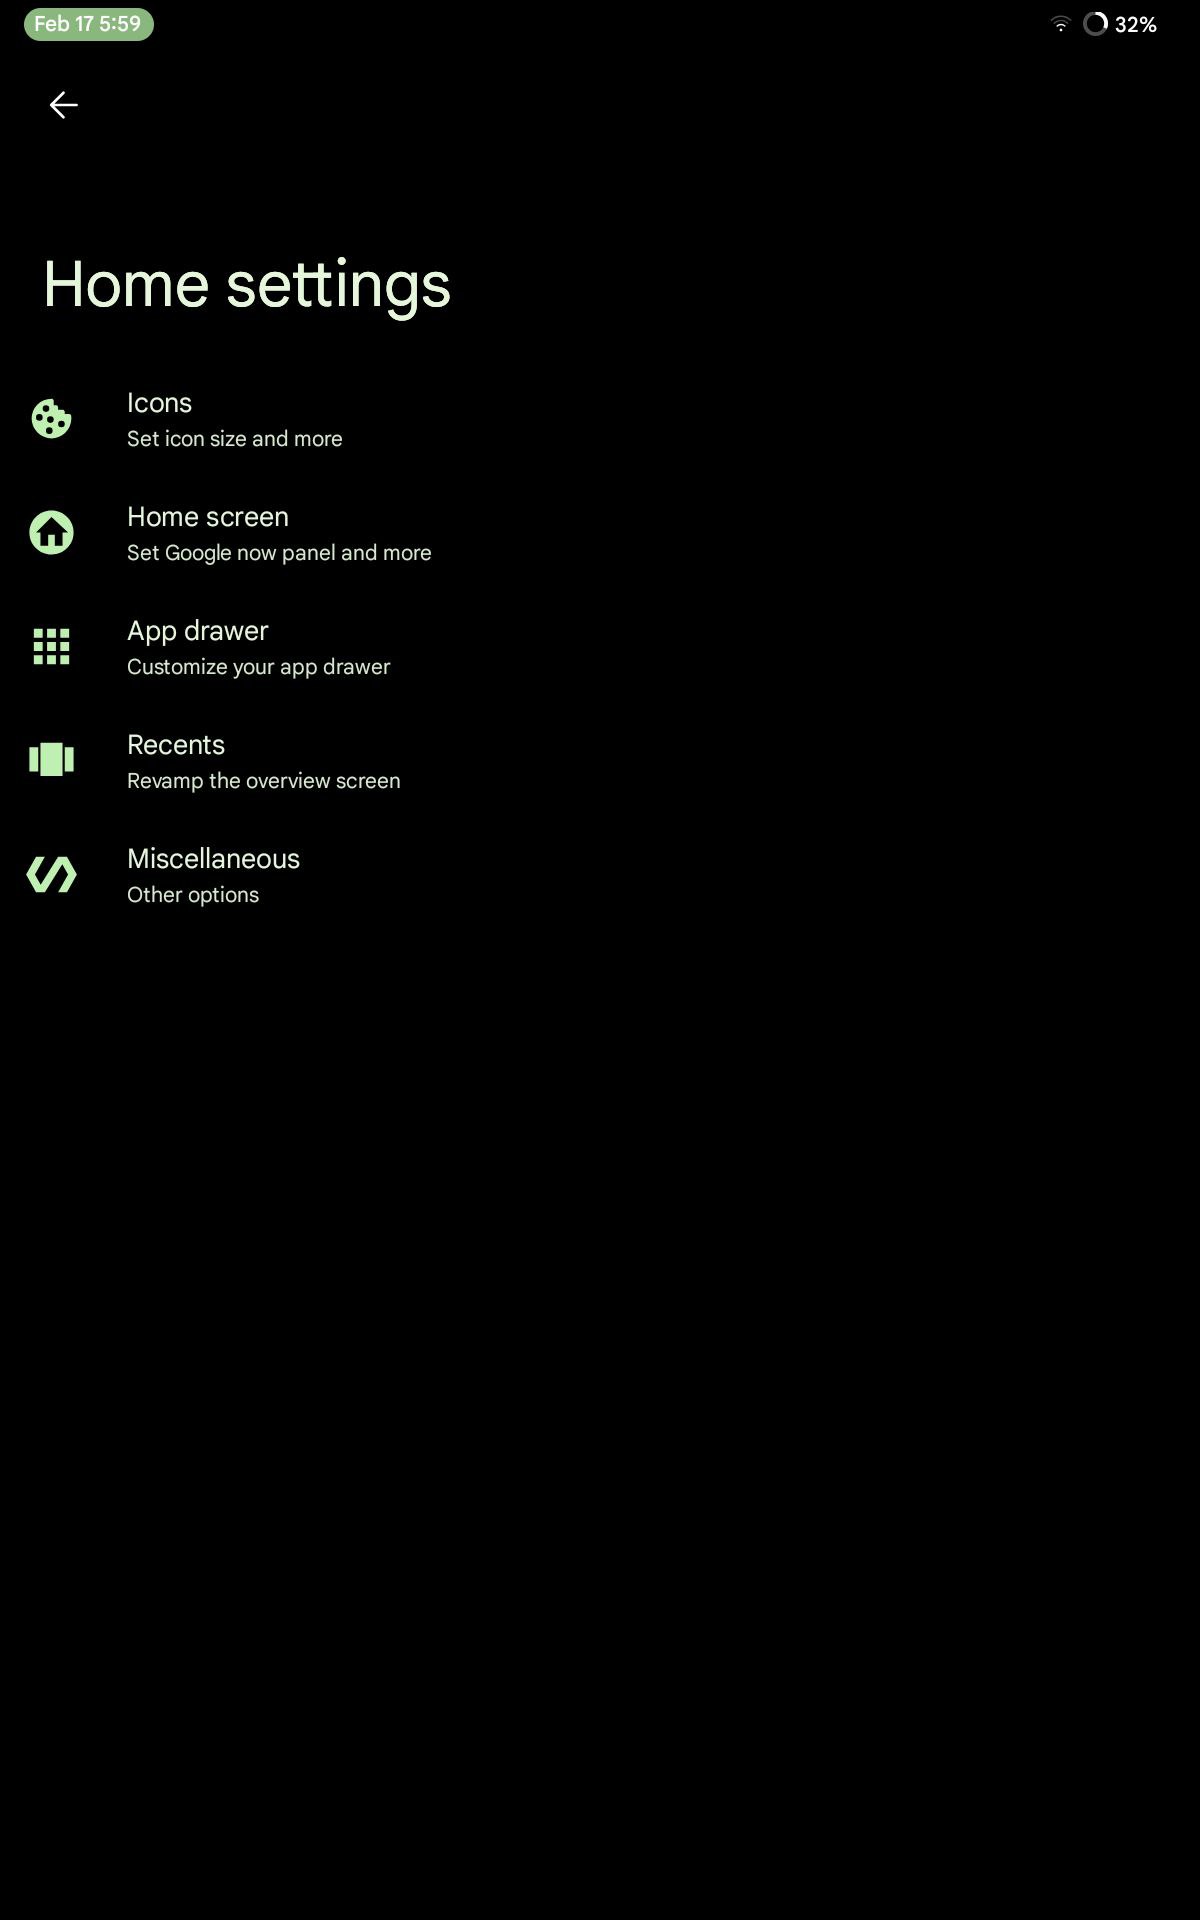 Feb 17 5:59
32%
Home settings
Icons
Set icon size and more
Home screen
Set Google now panel and more
App drawer
Customize your app drawer
Recents
Revamp the overview screen
Miscellaneous
Other options